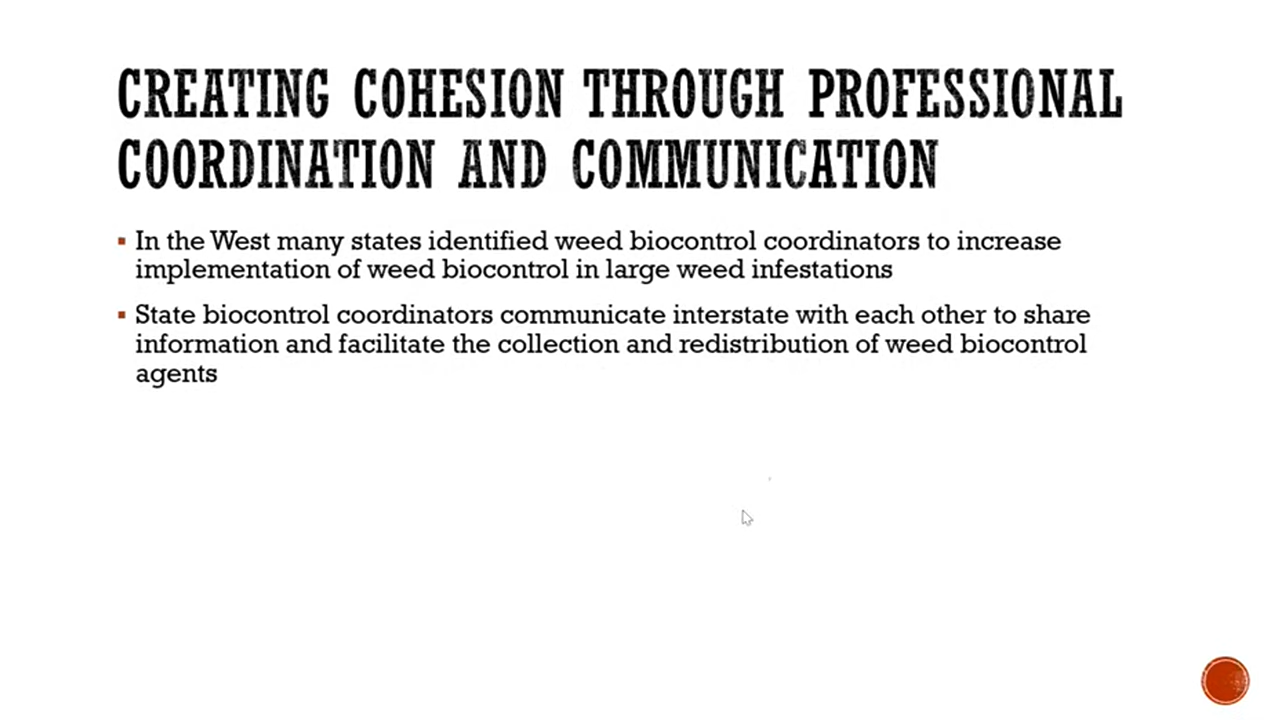 CREATING COHESION THROUGH PROFESSIONAL
COORDINATION AND COMMUNICATION
▪ In the West many states identified weed biocontrol coordinators to increase
implementation of weed biocontrol in large weed infestations
▪ State biocontrol coordinators communicate interstate with each other to share
information and facilitate the collection and redistribution of weed biocontrol
agents